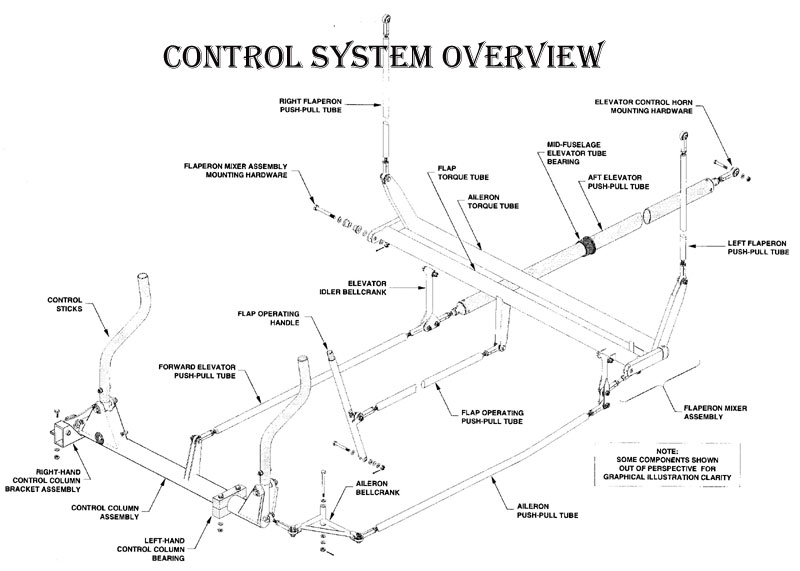 CONTROL SYSTEM OVERVIEW
RIGHT FLAPERON
PUSH-PULL TUBE
ELEVATOR CONTROL HORN
MOUNTING HARDWARE
FLAPERON MIXER ASSEMBLY
MOUNTING HARDWARE
FLAP
TORQUE TUBE
MID-FUSELAGE
ELEVATOR TUBE
BEARING
AFT ELEVATOR
PUSH-PULL TUBE
AILERON
TORQUE TUBE
LEFT FLAPERON
PUSH-PULL TUBE
ELEVATOR
IDLER BELLCRANK
CONTROL
STICKS
FLAP OPERATING
HANDLE
FORWARD ELEVATOR
PUSH-PULL TUBE
FLAP OPERATING
PUSH-PULL TUBE
FLAPERON MIXER
ASSEMBLY
NOTE:
SOME COMPONENTS SHOWN
OUT OF PERSPECTIVE FOR
GRAPHICAL ILLUSTRATION CLARITY
RIGHT-HAND
CONTROL COLUMN
BRACKET ASSEMBLY
AILERON
BELLCRANK
CONTROL COLUMN
ASSEMBLY
AILERON
PUSH-PULL TUBE
LEFT-HAND
CONTROL COLUMN
BEARING